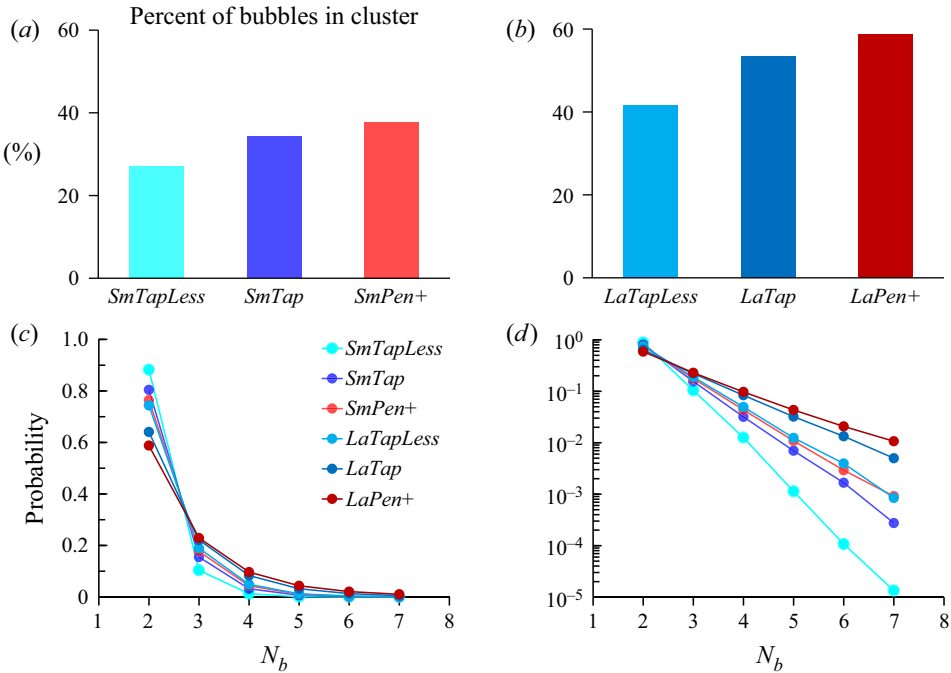 Percent of bubbles in cluster
(a)
60
40
(%)
20
0
SmTapLess SmTap SmPen+
(b)
60
40
20
0
LaTapLess LaTap LaPen+
(c)
1.0
0.8
0.6
0.4
0.2
0
Probability
SmTapLess
SmTap
SmPen+
LaTapLess
LaTap
LaPen+
1 2 3 4 5 6 7 8
N_b
(d)
10⁰
10⁻¹
10⁻²
10⁻³
10⁻⁴
10⁻⁵
1 2 3 4 5 6 7 8
N_b